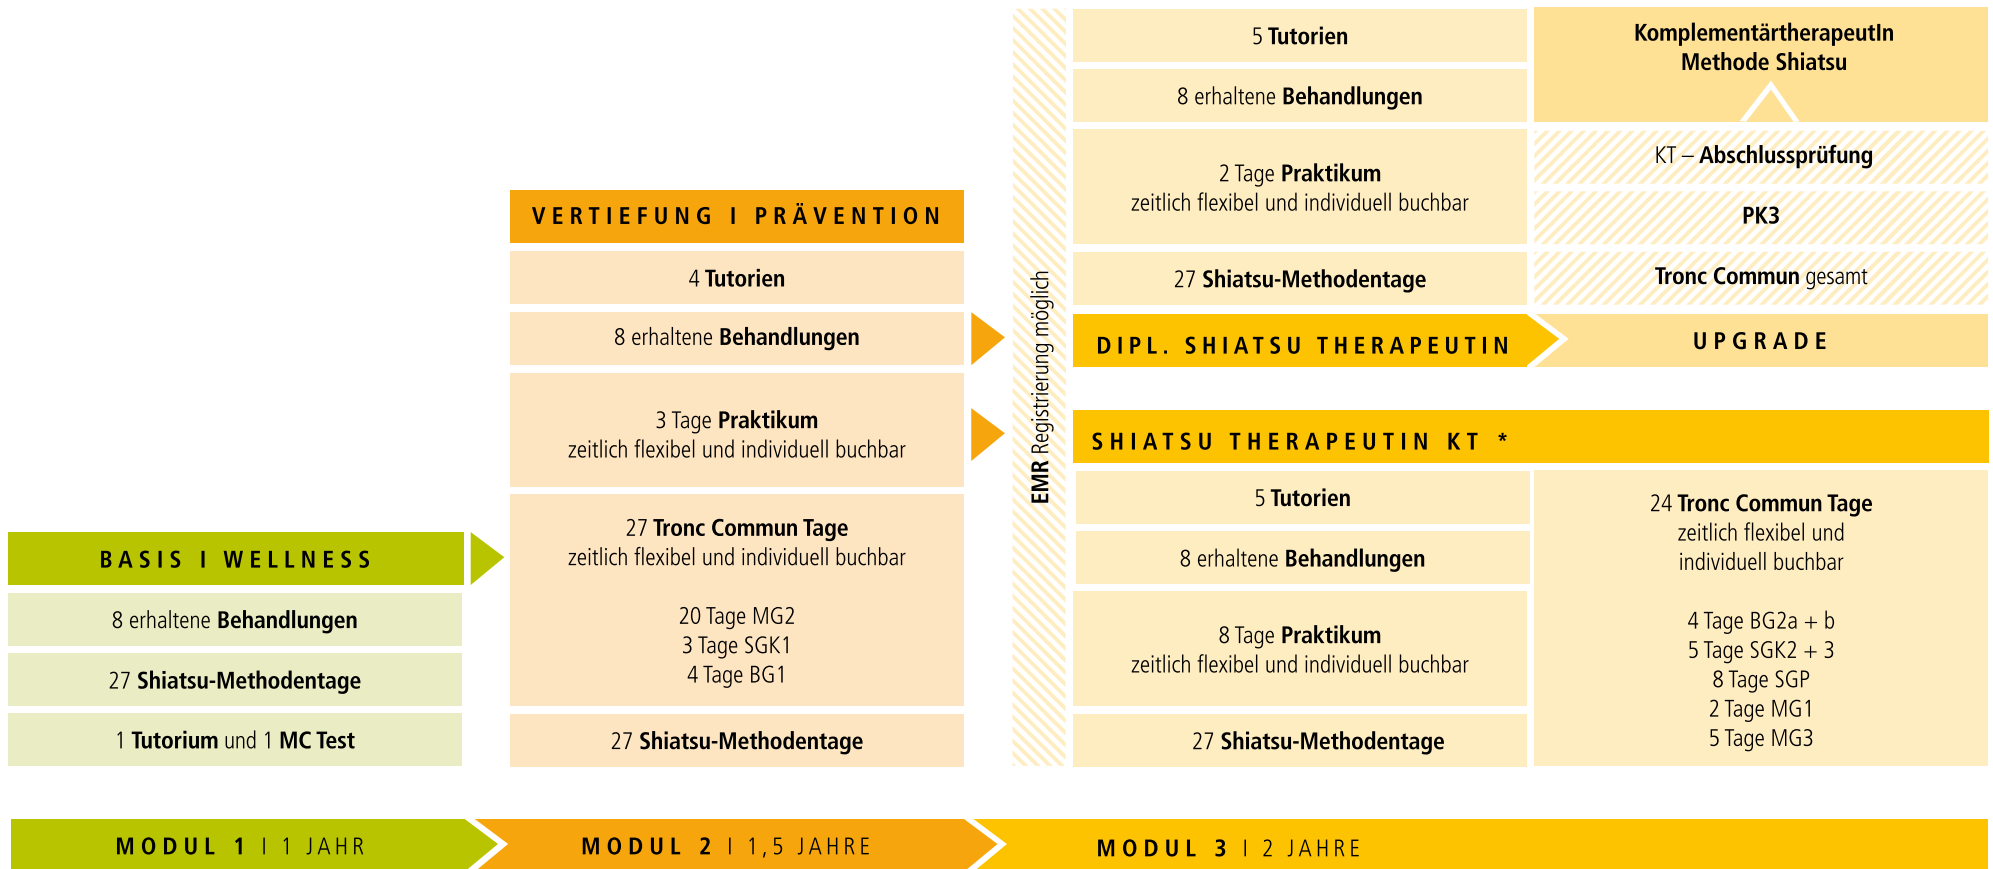 BASIS I WELLNESS
8 erhaltene Behandlungen
27 Shiatsu-Methodentage
1 Tutorium und 1 MC Test
VERTIEFUNG I PRÄVENTION
4 Tutorien
8 erhaltene Behandlungen
3 Tage Praktikum
zeitlich flexibel und individuell buchbar
27 Tronc Commun Tage
zeitlich flexibel und individuell buchbar
20 Tage MG2
3 Tage SGK1
4 Tage BG1
27 Shiatsu-Methodentage
EMR Registrierung möglich
5 Tutorien
8 erhaltene Behandlungen
2 Tage Praktikum
zeitlich flexibel und individuell buchbar
27 Shiatsu-Methodentage
DIPL. SHIATSU THERAPEUTIN
KomplementärtherapeutIn
Methode Shiatsu
KT – Abschlussprüfung
PK3
Tronc Commun gesamt
UPGRADE
SHIATSU THERAPEUTIN KT *
5 Tutorien
8 erhaltene Behandlungen
8 Tage Praktikum
zeitlich flexibel und individuell buchbar
27 Shiatsu-Methodentage
24 Tronc Commun Tage
zeitlich flexibel und
individuell buchbar
4 Tage BG2a + b
5 Tage SGK2 + 3
8 Tage SGP
2 Tage MG1
5 Tage MG3
MODUL 1 I 1 JAHR
MODUL 2 I 1,5 JAHRE
MODUL 3 I 2 JAHRE